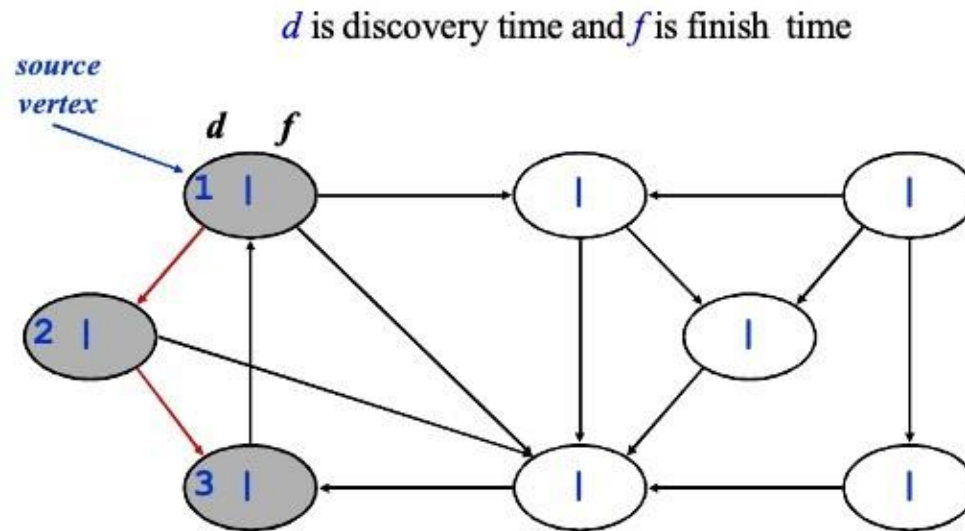 d is discovery time and f is finish time
source
vertex
d f
1 |
|
|
2 |
|
3 |
|
|